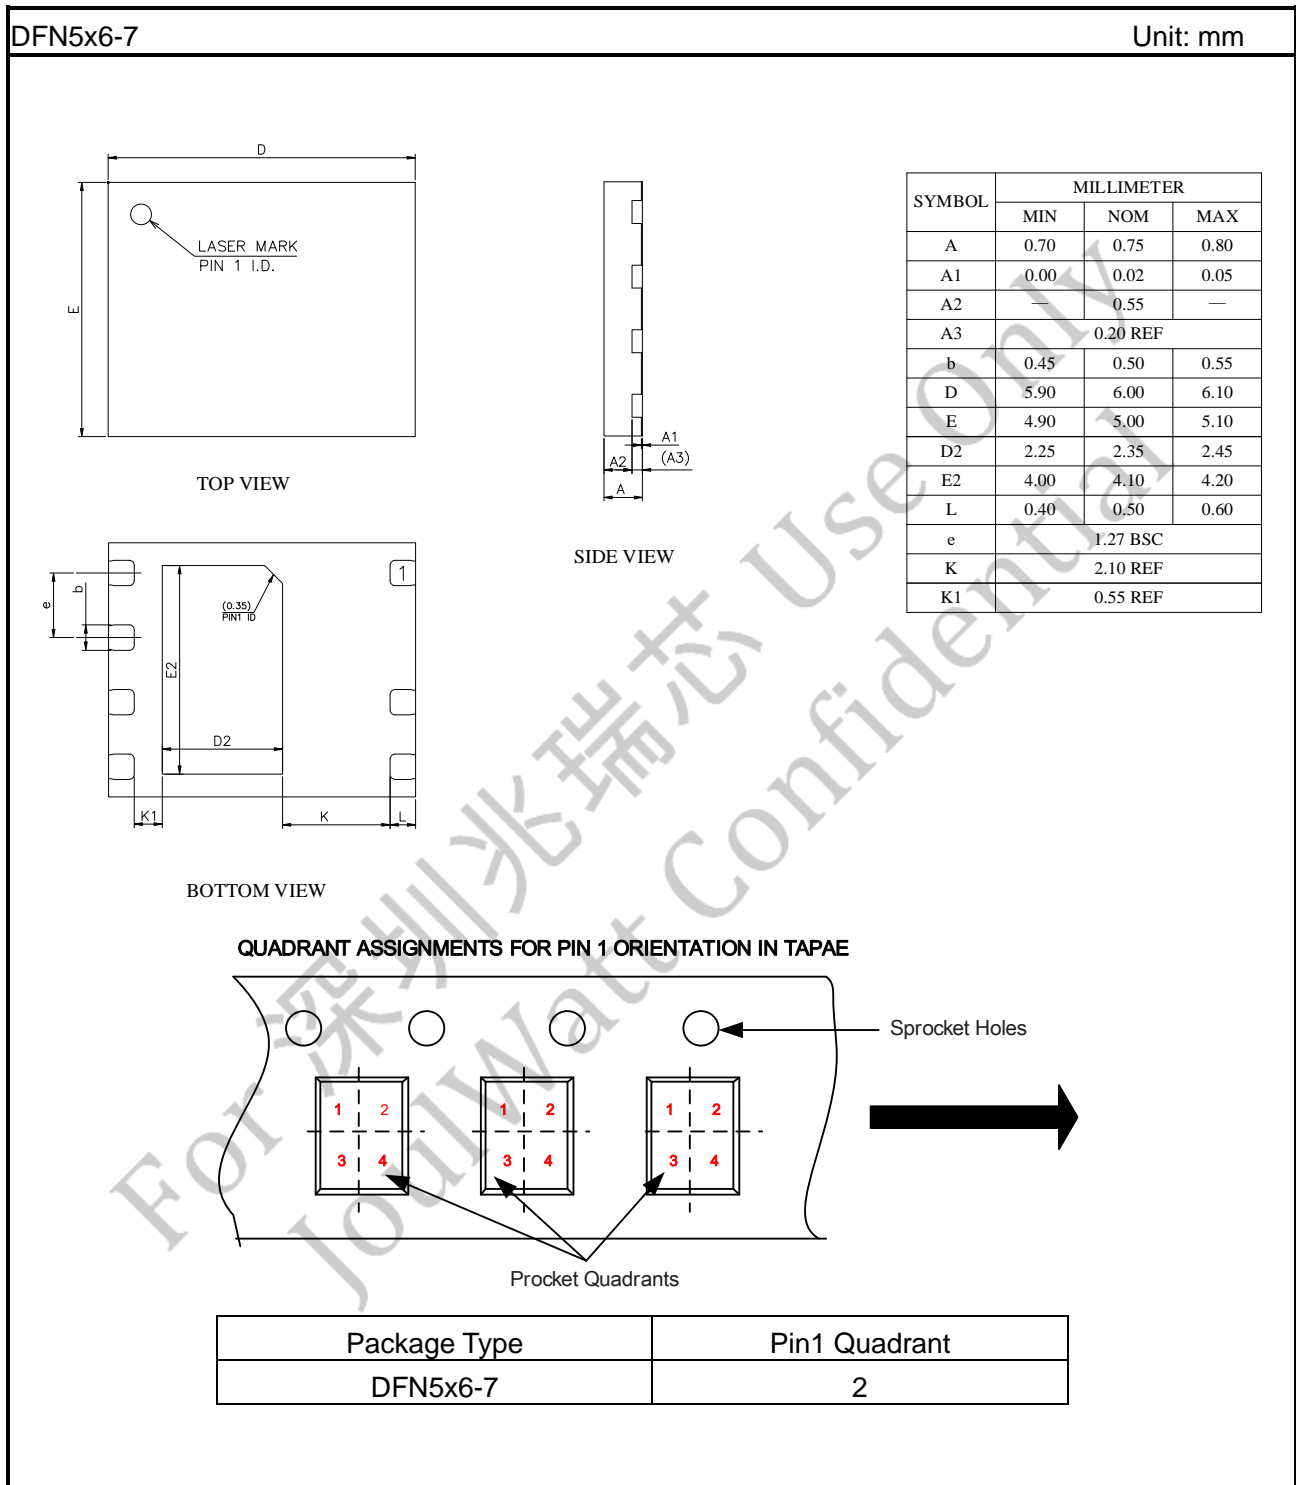 DFN5x6-7 Unit: mm
D
E
LASER MARK
PIN 1 I.D.
TOP VIEW
A1
A2 (A3)
A
SIDE VIEW
SYMBOL MILLIMETER
MIN NOM MAX
A 0.70 0.75 0.80
A1 0.00 0.02 0.05
A2 — 0.55 —
A3 0.20 REF
b 0.45 0.50 0.55
D 5.90 6.00 6.10
E 4.90 5.00 5.10
D2 2.25 2.35 2.45
E2 4.00 4.10 4.20
L 0.40 0.50 0.60
e 1.27 BSC
K 2.10 REF
K1 0.55 REF
1
e
b
(0.35)
PIN1 ID
E2
D2
K1 K L
BOTTOM VIEW
QUADRANT ASSIGNMENTS FOR PIN 1 ORIENTATION IN TAPAE
Sprocket Holes
1 2 1 2 1 2
3 4 3 4 3 4
Procket Quadrants
Package Type Pin1 Quadrant
DFN5x6-7 2
For 深圳兆瑞芯 Use Only
JoulWatt Confidential